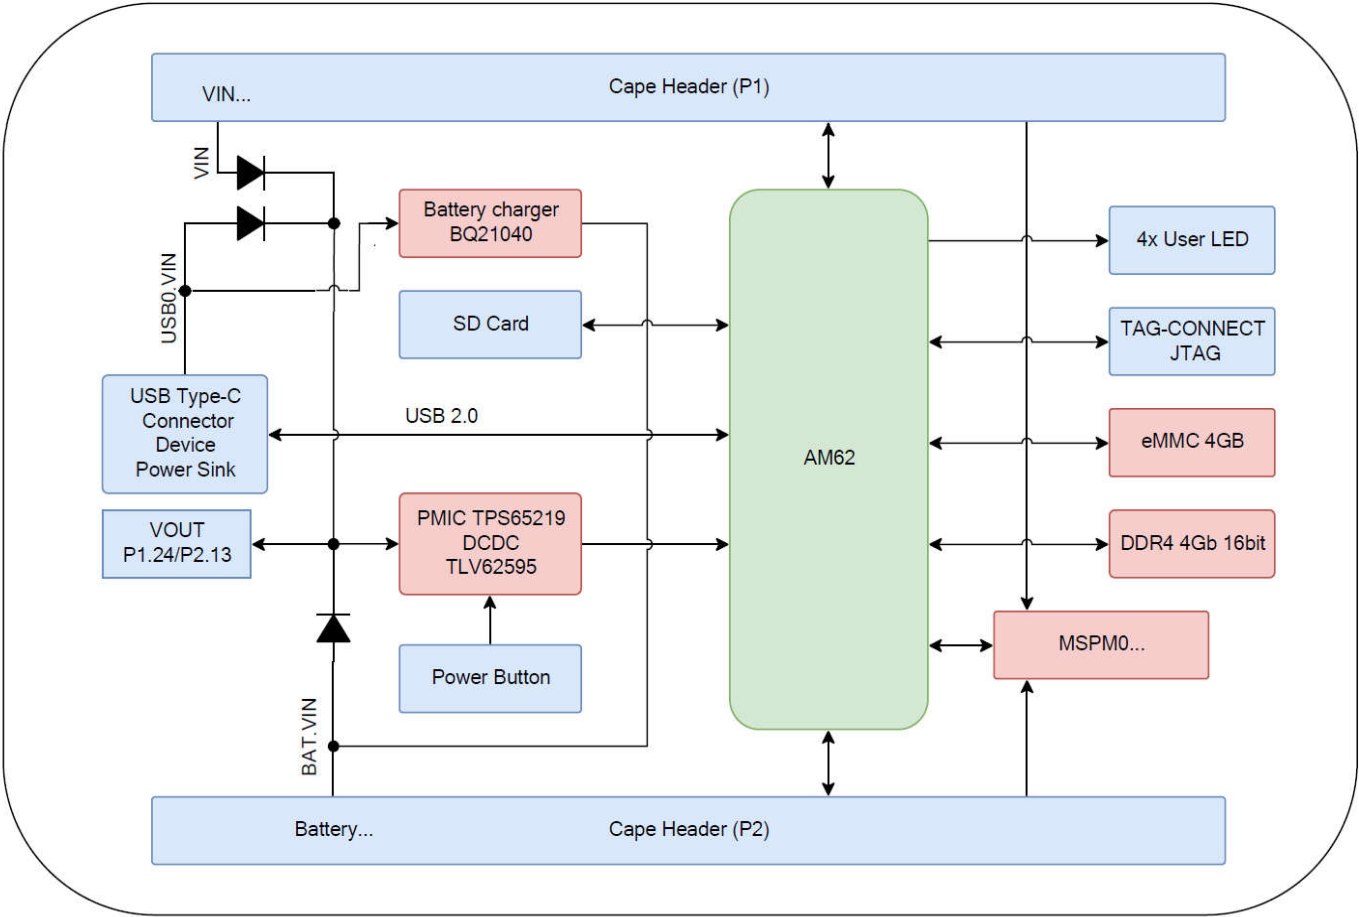 Cape Header (P1)
VIN...
VIN
Battery charger
BQ21040
4x User LED
USB0.VIN
SD Card
TAG-CONNECT
JTAG
USB Type-C
Connector
Device
Power Sink
USB 2.0
AM62
eMMC 4GB
VOUT
P1.24/P2.13
PMIC TPS65219
DCDC
TLV62595
DDR4 4Gb 16bit
MSPM0...
Power Button
BAT.VIN
Battery...
Cape Header (P2)